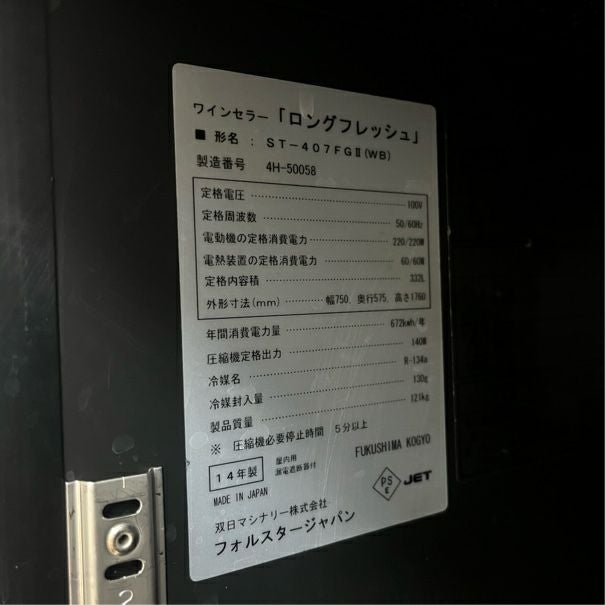 ワインセラー「ロングフレッシュ」
■ 形名 : ST-407FGⅡ(WB)
製造番号 4H-50058
定格電圧 100V
定格周波数 50/60Hz
電動機の定格消費電力 220/220W
電熱装置の定格消費電力 60/60W
定格内容積 332L
外形寸法(mm) 幅750, 奥行575, 高さ1760
年間消費電力量 672kwh/年
圧縮機定格出力 140W
冷媒名 R-134a
冷媒封入量 130g
製品質量 121kg
※ 圧縮機必要停止時間 5分以上
FUKUSHIMA KOGYO
14年製 屋内用
漏電遮断器付
MADE IN JAPAN
PS
E
JET
双日マシナリー株式会社
フォルスタージャパン
2